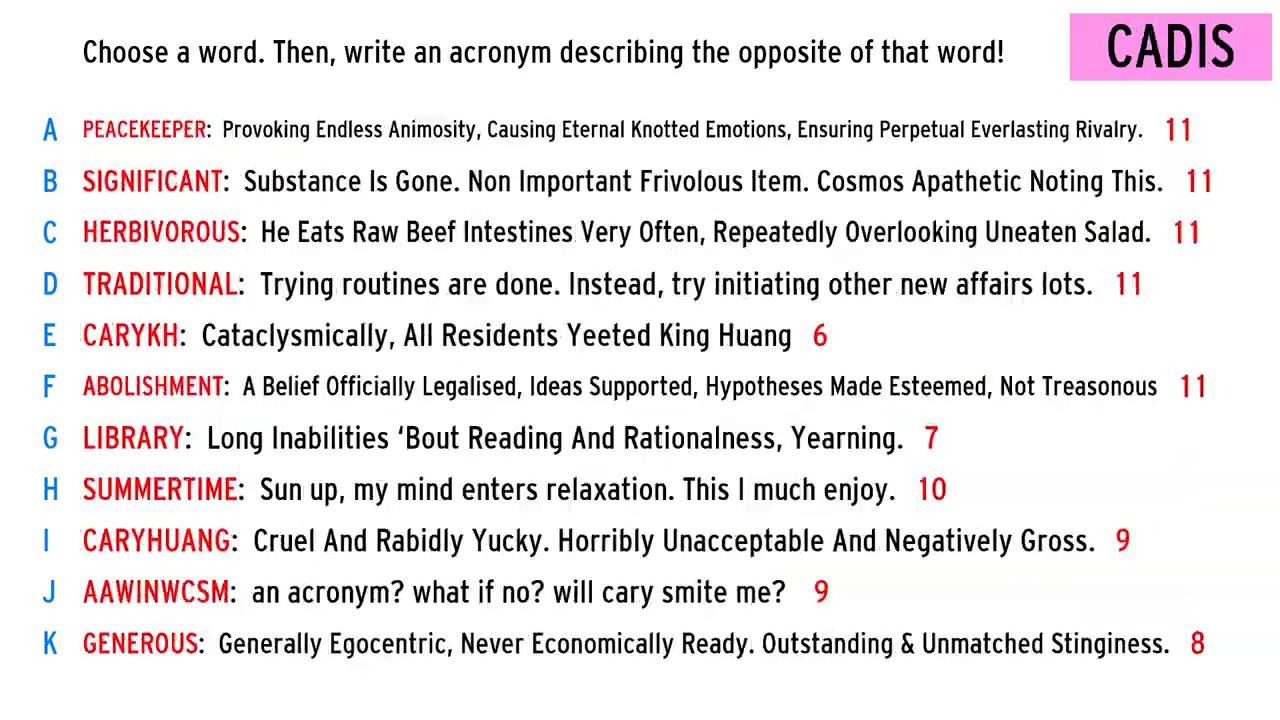 Choose a word. Then, write an acronym describing the opposite of that word!
CADIS
A PEACEKEEPER: Provoking Endless Animosity, Causing Eternal Knotted Emotions, Ensuring Perpetual Everlasting Rivalry. 11
B SIGNIFICANT: Substance Is Gone. Non Important Frivolous Item. Cosmos Apathetic Noting This. 11
C HERBIVOROUS: He Eats Raw Beef Intestines Very Often, Repeatedly Overlooking Uneaten Salad. 11
D TRADITIONAL: Trying routines are done. Instead, try initiating other new affairs lots. 11
E CARYKH: Cataclysmically, All Residents Yeeted King Huang 6
F ABOLISHMENT: A Belief Officially Legalised, Ideas Supported, Hypotheses Made Esteemed, Not Treasonous 11
G LIBRARY: Long Inabilities ‘Bout Reading And Rationalness, Yearning. 7
H SUMMERTIME: Sun up, my mind enters relaxation. This I much enjoy. 10
I CARYHUANG: Cruel And Rabidly Yucky. Horribly Unacceptable And Negatively Gross. 9
J AAWINWCSM: an acronym? what if no? will cary smite me? 9
K GENEROUS: Generally Egocentric, Never Economically Ready. Outstanding & Unmatched Stinginess. 8